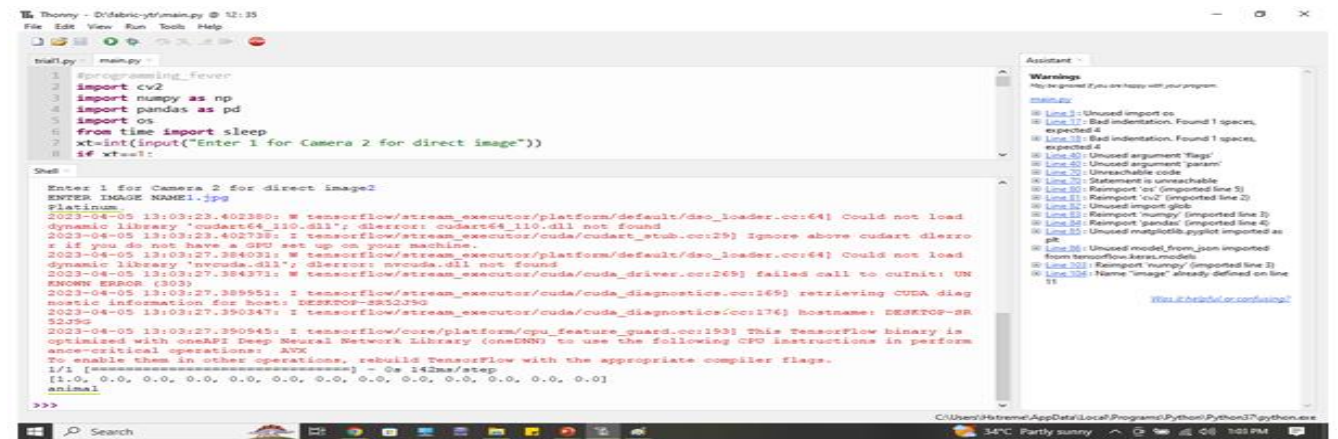 Thonny - D:\fabric-ytr\main.py @ 12:35
File Edit View Run Tools Help
trial1.py
main.py
1 #programming_fever
2 import cv2
3 import numpy as np
4 import pandas as pd
5 import os
6 from time import sleep
7 xt=int(input("Enter 1 for Camera 2 for direct image"))
8 if xt==1:
Shell
Enter 1 for Camera 2 for direct image2
ENTER IMAGE NAME1.jpg
Platinum
2023-04-05 13:03:23.402380: W tensorflow/stream_executor/platform/default/dso_loader.cc:64] Could not load
dynamic library 'cudart64_110.dll'; dlerror: cudart64_110.dll not found
2023-04-05 13:03:23.402738: I tensorflow/stream_executor/cuda/cudart_stub.cc:29] Ignore above cudart dlerro
r if you do not have a GPU set up on your machine.
2023-04-05 13:03:27.384031: W tensorflow/stream_executor/platform/default/dso_loader.cc:64] Could not load
dynamic library 'nvcuda.dll'; dlerror: nvcuda.dll not found
2023-04-05 13:03:27.384371: W tensorflow/stream_executor/cuda/cuda_driver.cc:269] failed call to cuInit: UN
KNOWN ERROR (303)
2023-04-05 13:03:27.389951: I tensorflow/stream_executor/cuda/cuda_diagnostics.cc:169] retrieving CUDA diag
nostic information for host: DESKTOP-SR52J9G
2023-04-05 13:03:27.390347: I tensorflow/stream_executor/cuda/cuda_diagnostics.cc:176] hostname: DESKTOP-SR
52J9G
2023-04-05 13:03:27.390945: I tensorflow/core/platform/cpu_feature_guard.cc:193] This TensorFlow binary is
optimized with oneAPI Deep Neural Network Library (oneDNN) to use the following CPU instructions in perform
ance-critical operations: AVX
To enable them in other operations, rebuild TensorFlow with the appropriate compiler flags.
1/1 [==============================] - 0s 142ms/step
[1.0, 0.0, 0.0, 0.0, 0.0, 0.0, 0.0, 0.0, 0.0, 0.0, 0.0, 0.0]
animal
>>>
Assistant
Warnings
May be ignored if you are happy with your program.
main.py
Line 5 : Unused import os
Line 17 : Bad indentation. Found 1 spaces,
expected 4
Line 18 : Bad indentation. Found 1 spaces,
expected 4
Line 40 : Unused argument 'flags'
Line 40 : Unused argument 'param'
Line 70 : Unreachable code
Line 70 : Statement is unreachable
Line 80 : Reimport 'os' (imported line 5)
Line 81 : Reimport 'cv2' (imported line 2)
Line 82 : Unused import glob
Line 83 : Reimport 'numpy' (imported line 3)
Line 84 : Reimport 'pandas' (imported line 4)
Line 85 : Unused matplotlib.pyplot imported as
plt
Line 86 : Unused model_from_json imported
from tensorflow.keras.models
Line 103 : Reimport 'numpy' (imported line 3)
Line 104 : Name 'image' already defined on line
11
Was it helpful or confusing?
C:\Users\Hxtreme\AppData\Local\Programs\Python\Python37\python.exe
Search
34°C Partly sunny
1:03 PM